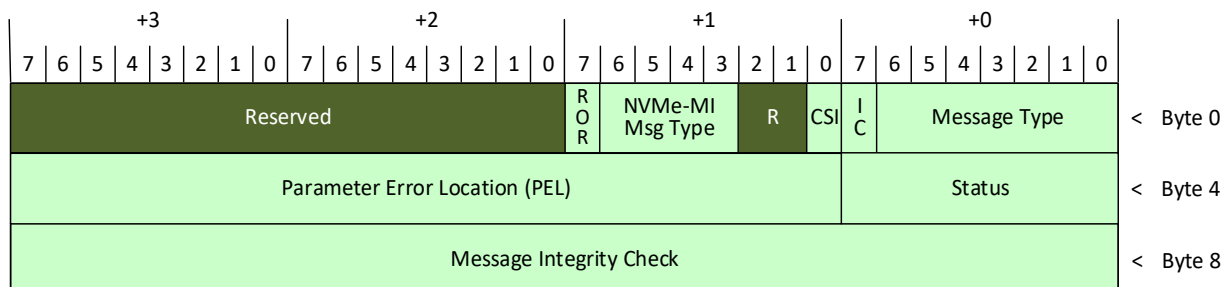 +3 +2 +1 +0
7 6 5 4 3 2 1 0 7 6 5 4 3 2 1 0 7 6 5 4 3 2 1 0 7 6 5 4 3 2 1 0
Reserved
R
O
R
NVMe-MI
Msg Type
R
CSI
I
C
Message Type
< Byte 0
Parameter Error Location (PEL) Status < Byte 4
Message Integrity Check < Byte 8